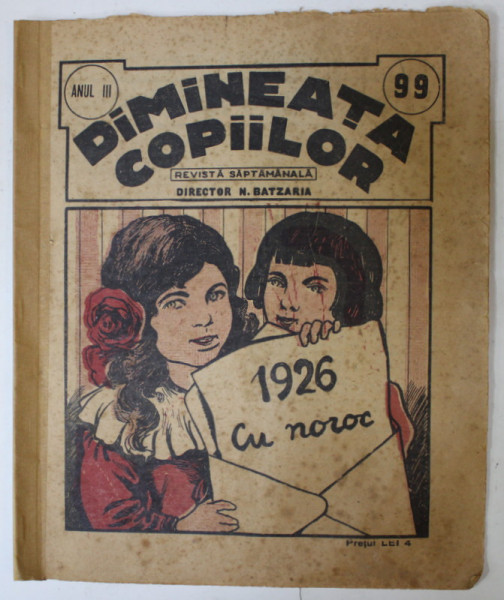 ANUL III
99
DIMINEAȚA
COPIILOR
REVISTĂ SĂPTĂMÂNALĂ
DIRECTOR N. BATZARIA
1926
Cu noroc
Prețul LEI 4